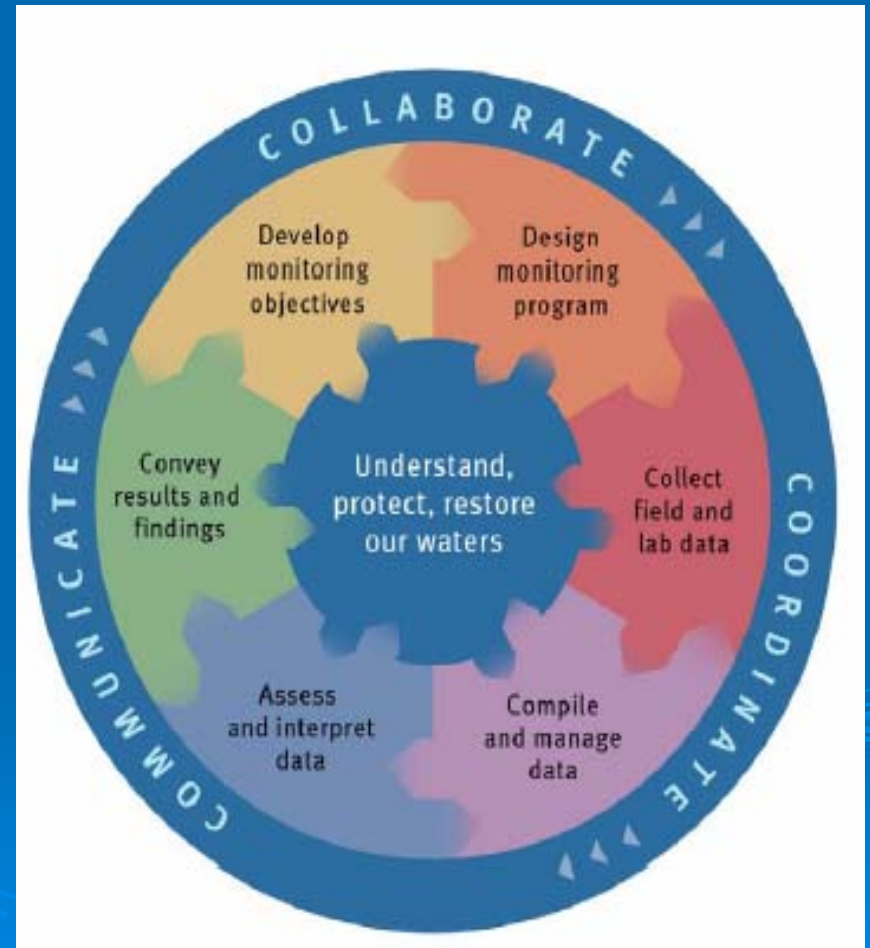 COLLABORATE
Develop
monitoring
objectives
Design
monitoring
program
Convey
results and
findings
Understand,
protect, restore
our waters
Collect
field and
lab data
Assess
and interpret
data
Compile
and manage
data
COORDINATE
COMMUNICATE